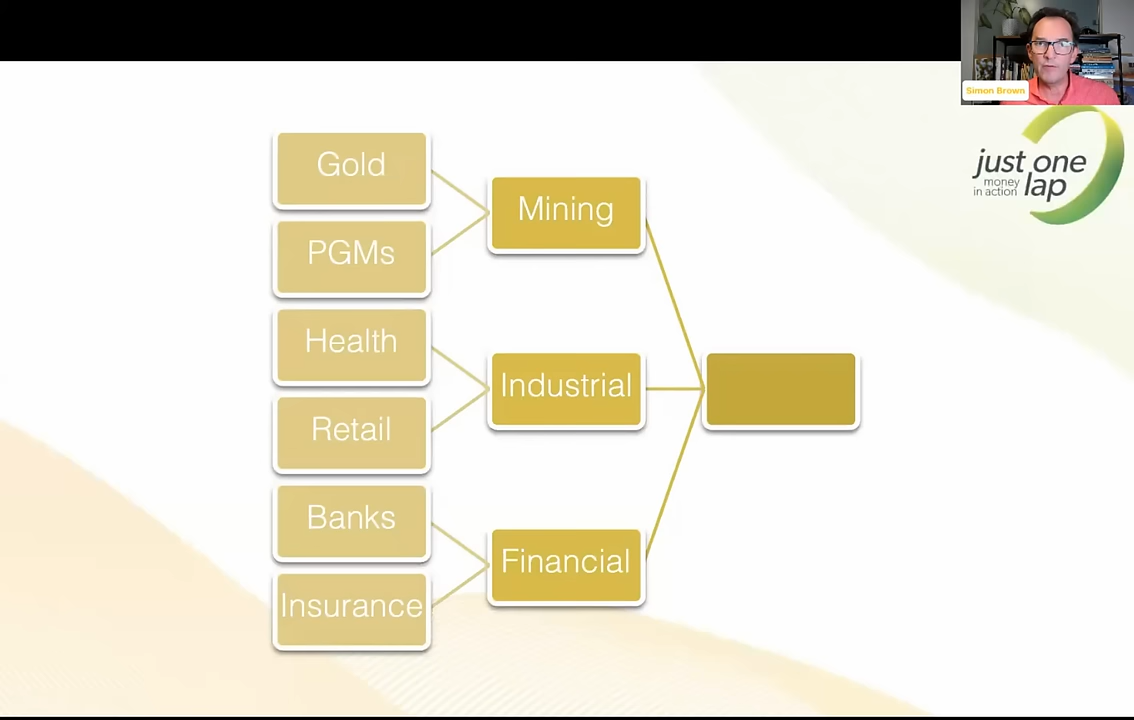 Simon Brown
just one
money
in action
lap
Gold
Mining
PGMs
Health
Industrial
Retail
Banks
Financial
Insurance